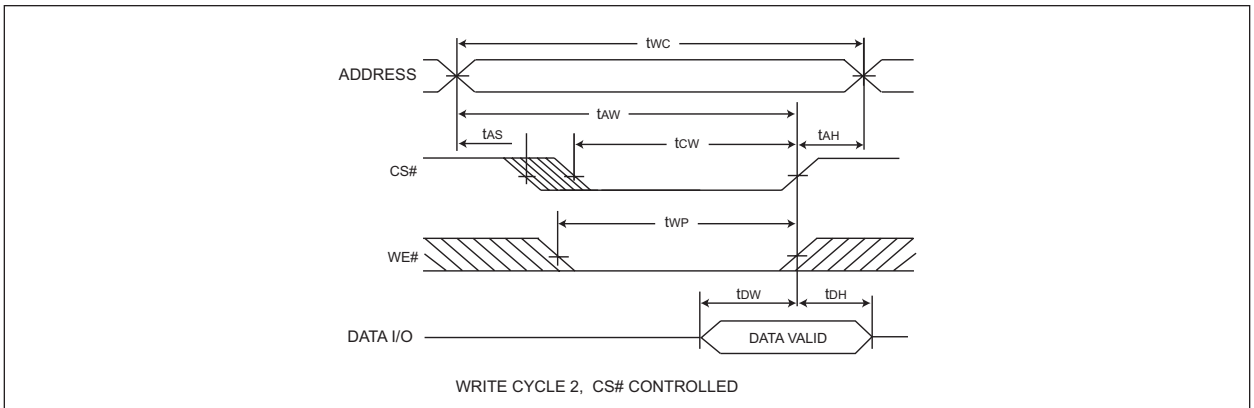 tWC
ADDRESS
tAW
tAS
tCW
tAH
CS#
tWP
WE#
tDW
tDH
DATA I/O
DATA VALID
WRITE CYCLE 2, CS# CONTROLLED